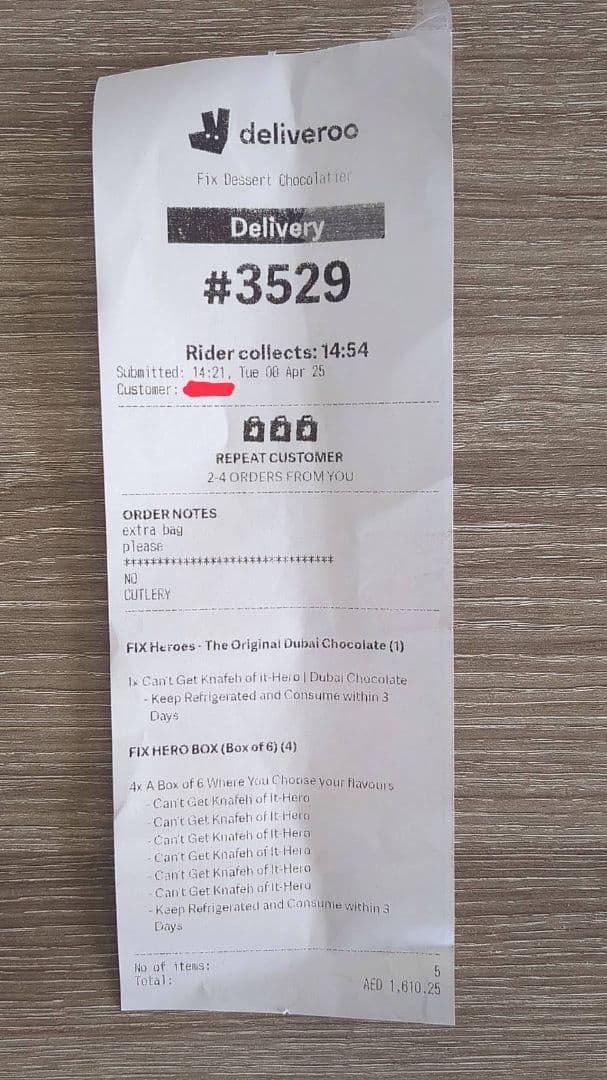 deliveroo
Fix Dessert Chocolatier
Delivery
#3529
Rider collects: 14:54
Submitted: 14:21, Tue 08 Apr 25
Customer:
REPEAT CUSTOMER
2-4 ORDERS FROM YOU
ORDER NOTES
extra bag
please
********************************
NO
CUTLERY
FIX Heroes - The Original Dubai Chocolate (1)
1x Can't Get Knafeh of it-Hero | Dubai Chocolate
- Keep Refrigerated and Consume within 3
Days
FIX HERO BOX (Box of 6) (4)
4x A Box of 6 Where You Choose your flavours
- Can't Get Knafeh of It-Hero
- Can't Get Knafeh of It-Hero
- Can't Get Knafeh of It-Hero
- Can't Get Knafeh of It-Hero
- Can't Get Knafeh of It-Hero
- Can't Get Knafeh of It-Hero
- Keep Refrigerated and Consume within 3
Days
No of items: 5
Total: AED 1,610.25